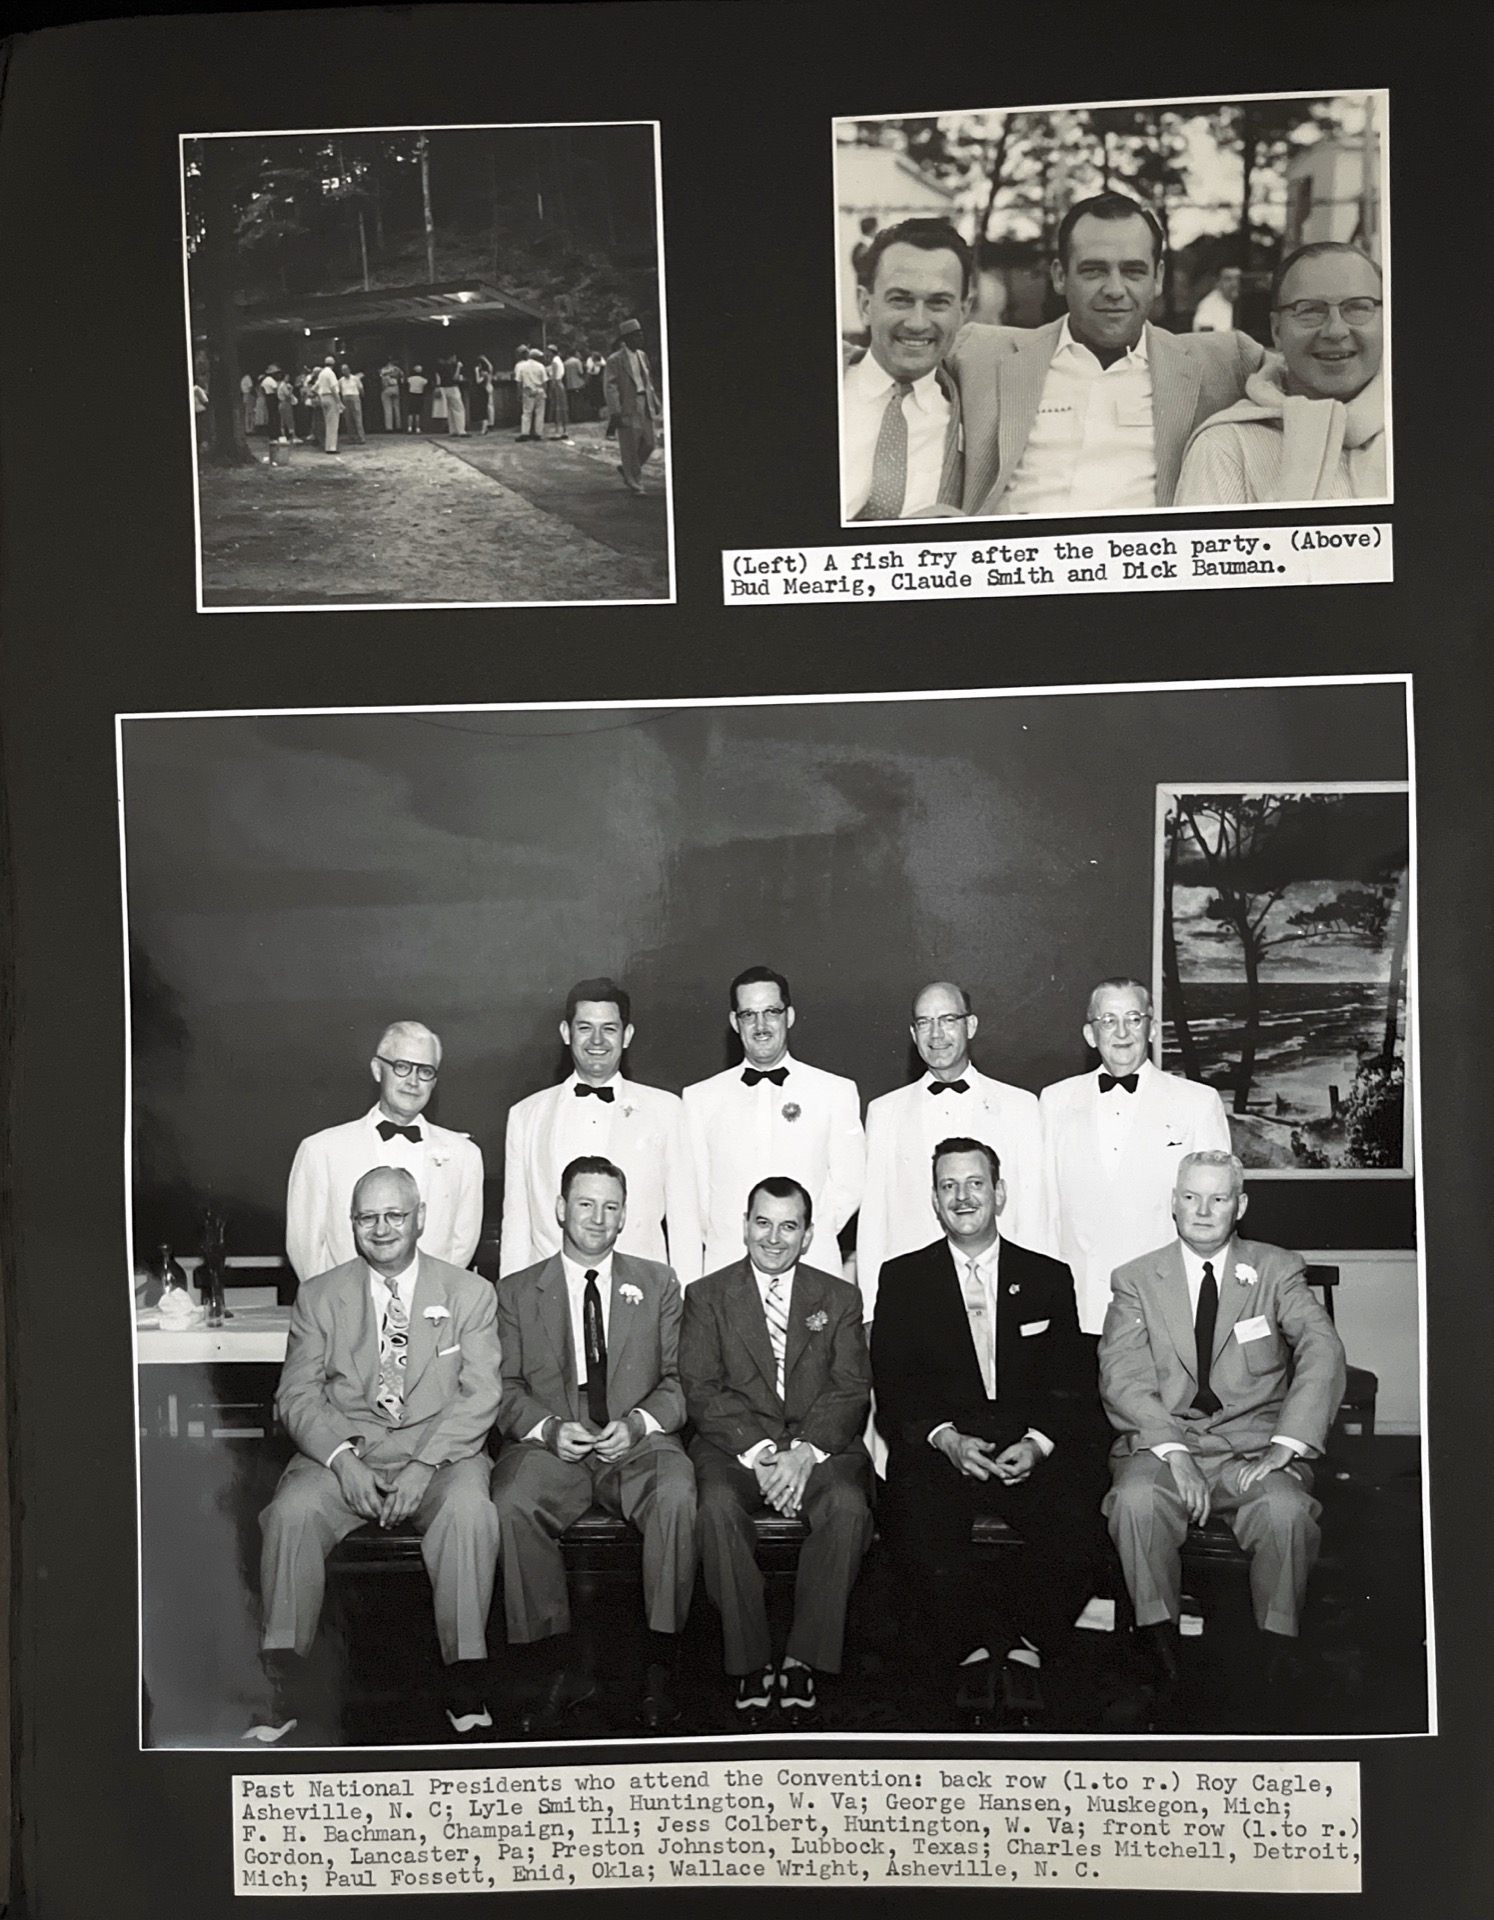 (Left) A fish fry after the beach party. (Above)
Bud Mearig, Claude Smith and Dick Bauman.
Past National Presidents who attend the Convention: back row (l.to r.) Roy Cagle,
Asheville, N. C; Lyle Smith, Huntington, W. Va; George Hansen, Muskegon, Mich;
F. H. Bachman, Champaign, Ill; Jess Colbert, Huntington, W. Va; front row (l.to r.)
Gordon, Lancaster, Pa; Preston Johnston, Lubbock, Texas; Charles Mitchell, Detroit,
Mich; Paul Fossett, Enid, Okla; Wallace Wright, Asheville, N. C.